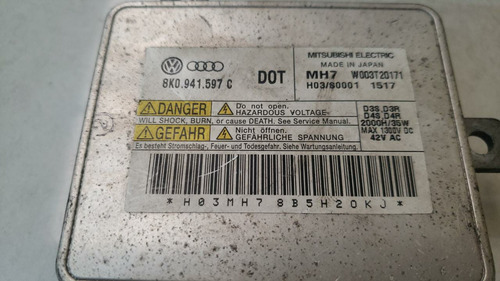 MITSUBISHI ELECTRIC
MADE IN JAPAN
8K0.941.597 C DOT MH7 W003T20171
H03/80001 1517
DANGER Do not open. HAZARDOUS VOLTAGE-
WILL SHOCK, BURN, or cause DEATH. See Service Manual.
GEFAHR Nicht öffnen. GEFÄHRLICHE SPANNUNG
Es besteht Stromschlag-, Feuer- und Todesgefahr. Siehe Wartungsanleitung.
D3S,D3R
D4S,D4R
2000H/35W
MAX 1300V DC
42V AC
*H03MH78B5H20KJ*